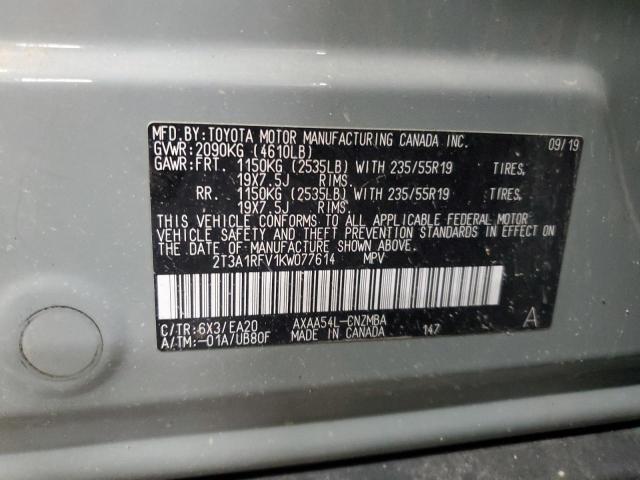 MFD. BY: TOYOTA MOTOR MANUFACTURING CANADA INC. 09/19
GVWR: 2090KG (4610LB)
GAWR: FRT. 1150KG (2535LB) WITH 235/55R19 TIRES,
19X7.5J RIMS.
RR. 1150KG (2535LB) WITH 235/55R19 TIRES,
19X7.5J RIMS.
THIS VEHICLE CONFORMS TO ALL APPLICABLE FEDERAL MOTOR
VEHICLE SAFETY AND THEFT PREVENTION STANDARDS IN EFFECT ON
THE DATE OF MANUFACTURE SHOWN ABOVE.
2T3A1RFV1KW077614 MPV
C/TR: 6X3/EA20 AXAA54L-CNZMBA A
A/TM: -01A/UB80F MADE IN CANADA 147